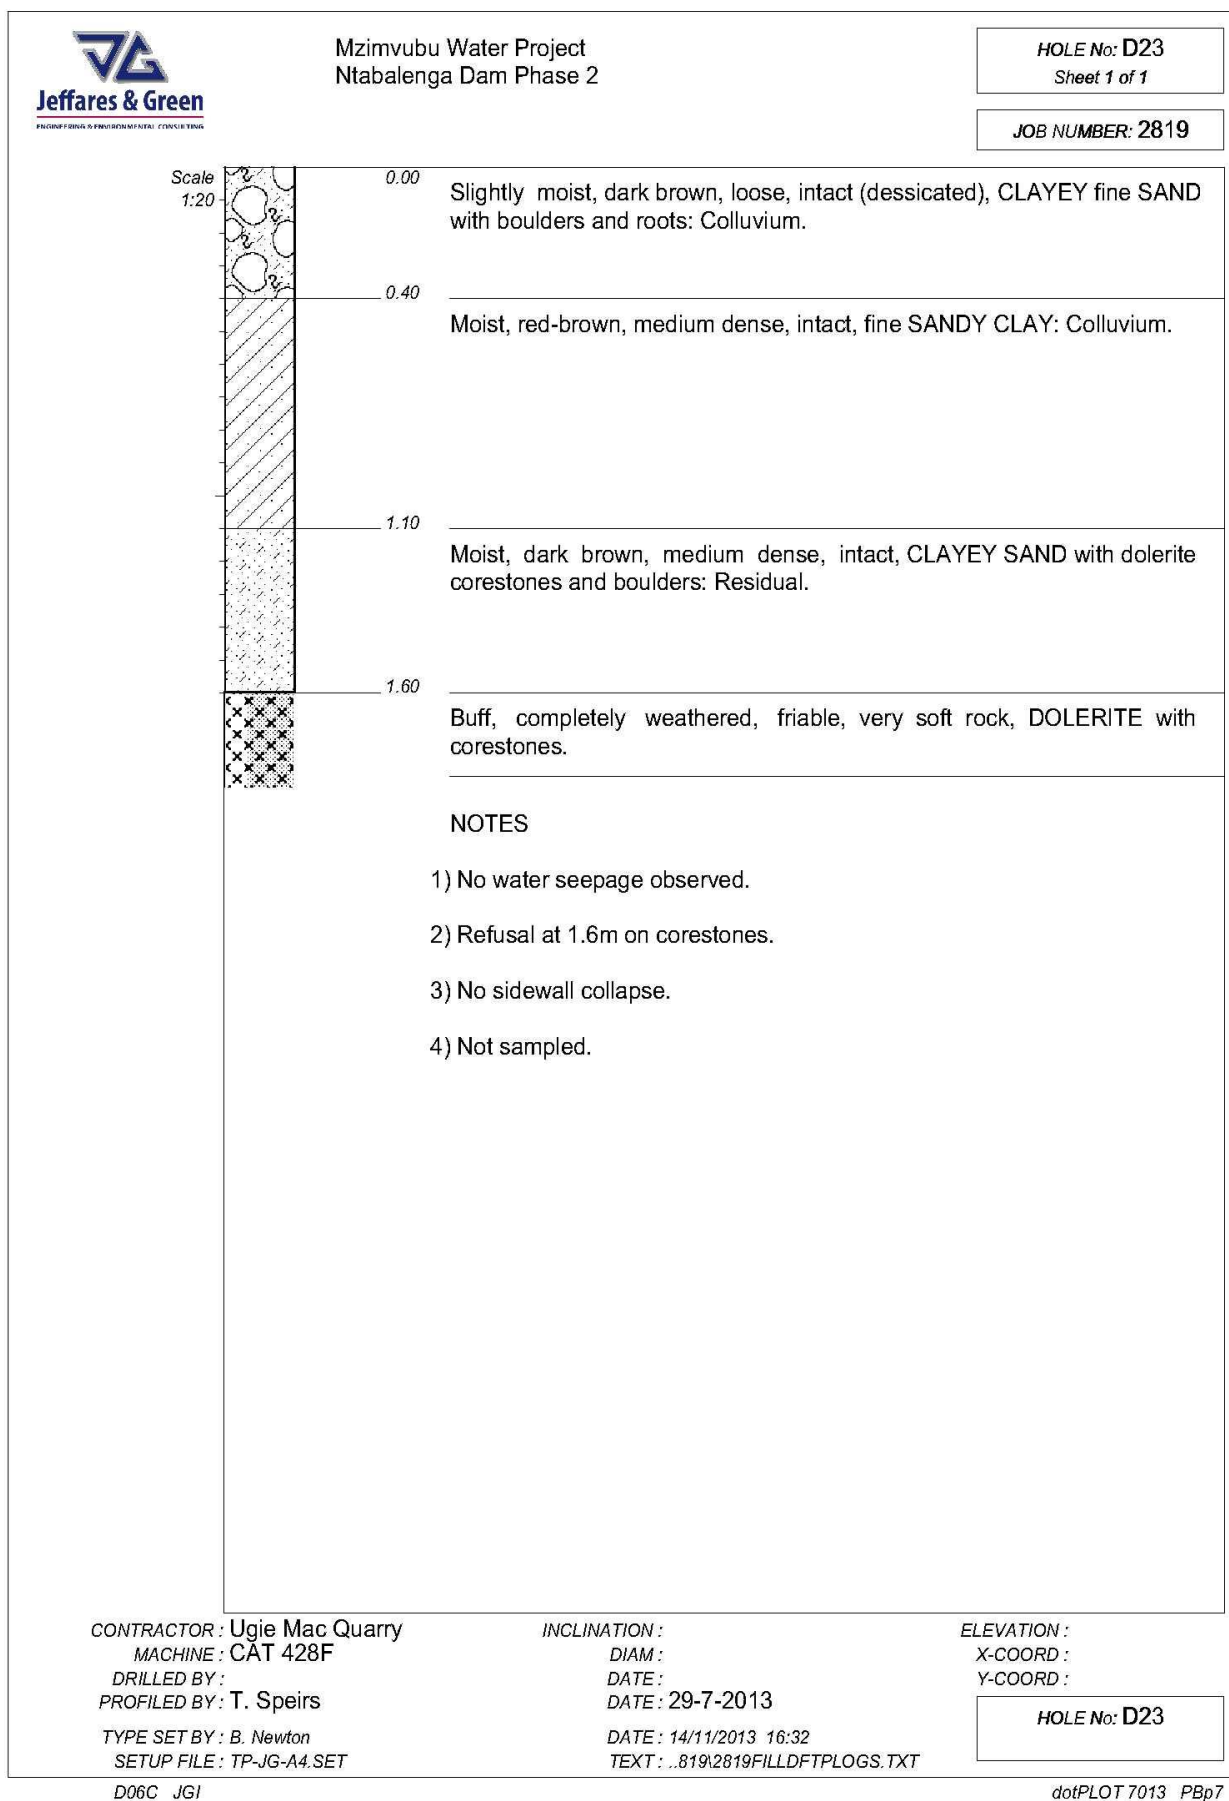 Jeffares & Green
ENGINEERING & ENVIRONMENTAL CONSULTING
Mzimvubu Water Project
Ntabalenga Dam Phase 2
HOLE No: D23
Sheet 1 of 1
JOB NUMBER: 2819
Scale
1:20
0.00
Slightly moist, dark brown, loose, intact (dessicated), CLAYEY fine SAND
with boulders and roots: Colluvium.
0.40
Moist, red-brown, medium dense, intact, fine SANDY CLAY: Colluvium.
1.10
Moist, dark brown, medium dense, intact, CLAYEY SAND with dolerite
corestones and boulders: Residual.
1.60
Buff, completely weathered, friable, very soft rock, DOLERITE with
corestones.
NOTES
1) No water seepage observed.
2) Refusal at 1.6m on corestones.
3) No sidewall collapse.
4) Not sampled.
CONTRACTOR : Ugie Mac Quarry
MACHINE : CAT 428F
DRILLED BY :
PROFILED BY : T. Speirs
TYPE SET BY : B. Newton
SETUP FILE : TP-JG-A4.SET
INCLINATION :
DIAM :
DATE :
DATE : 29-7-2013
DATE : 14/11/2013 16:32
TEXT : ..819\2819FILLDFTPLOGS.TXT
ELEVATION :
X-COORD :
Y-COORD :
HOLE No: D23
D06C JGI
dotPLOT 7013 PBp7